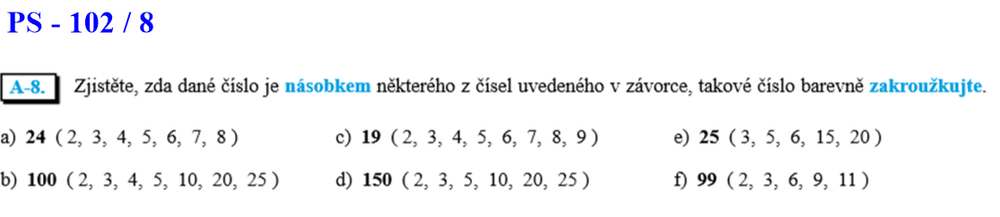 PS - 102 / 8
A-8. Zjistěte, zda dané číslo je násobkem některého z čísel uvedeného v závorce, takové číslo barevně zakroužkujte.
a) 24 ( 2, 3, 4, 5, 6, 7, 8 ) c) 19 ( 2, 3, 4, 5, 6, 7, 8, 9 ) e) 25 ( 3, 5, 6, 15, 20 )
b) 100 ( 2, 3, 4, 5, 10, 20, 25 ) d) 150 ( 2, 3, 5, 10, 20, 25 ) f) 99 ( 2, 3, 6, 9, 11 )